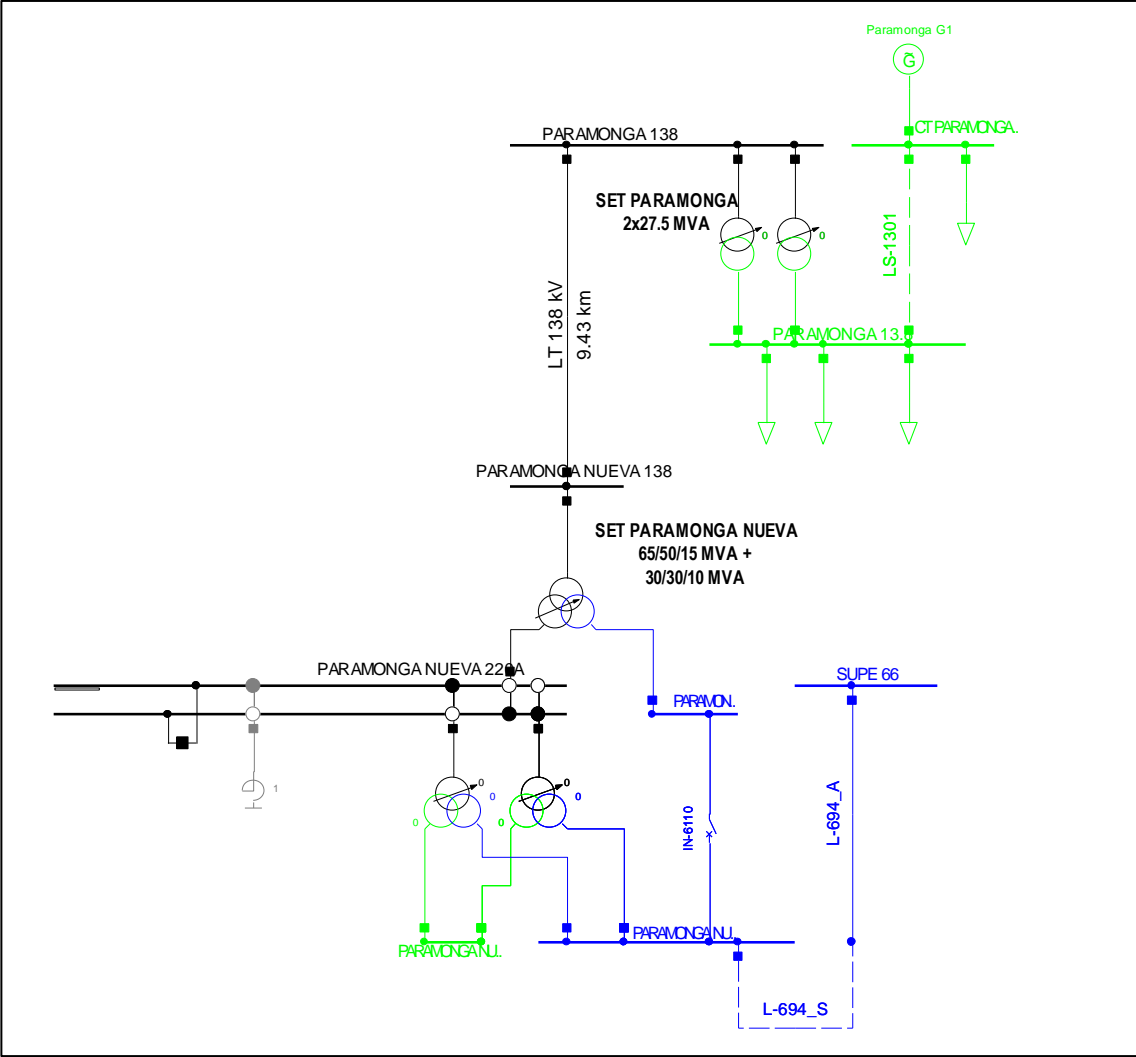 Paramonga G1
G
CT PARAMONGA..
PARAMONGA 138
SET PARAMONGA
2x27.5 MVA
0
0
LS-1301
LT 138 kV
9.43 km
PARAMONGA 13.8
PARAMONGA NUEVA 138
SET PARAMONGA NUEVA
65/50/15 MVA +
30/30/10 MVA
PARAMONGA NUEVA 220A
SUPE 66
PARAMON..
1
0
0
0
0
0
0
IN-6110
L-694_A
PARAMONGA NU..
PARAMONGA NU..
L-694_S